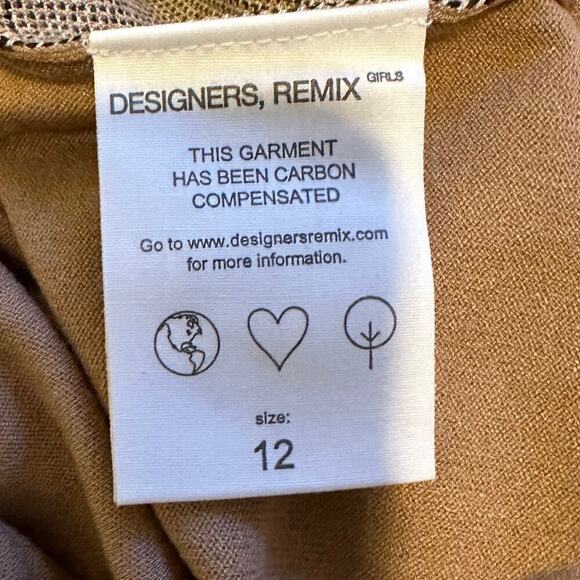 DESIGNERS, REMIX GIRLS
THIS GARMENT
HAS BEEN CARBON
COMPENSATED
Go to www.designersremix.com
for more information.
size:
12